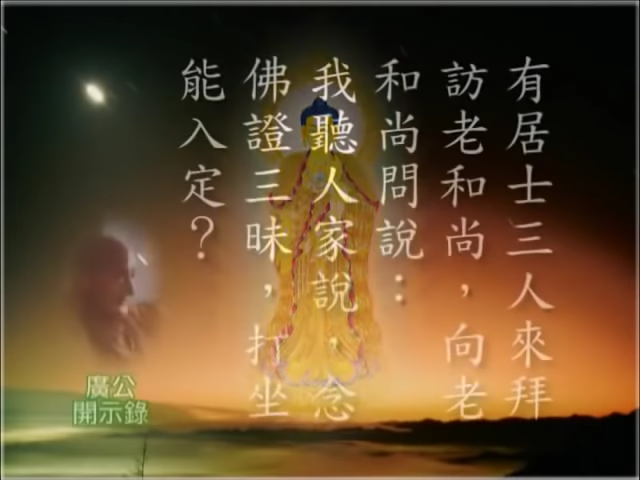 有居士三人來拜
訪老和尚，向老
和尚問說：
我聽人家說，念
佛證三昧，打坐
能入定？
廣公
開示錄